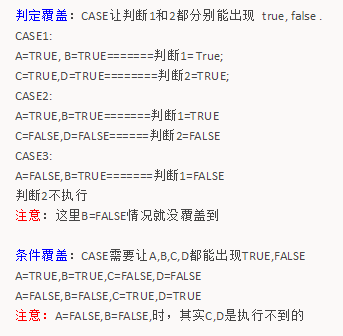 判定覆盖：CASE让判断1和2都分别能出现 true, false .
CASE1:
A=TRUE, B=TRUE=======判断1= True;
C=TRUE,D=TRUE========判断2=TRUE;
CASE2:
A=TRUE,B=TRUE=======判断1=TRUE
C=FALSE,D=FALSE======判断2=FALSE
CASE3:
A=FALSE,B=TRUE=======判断1=FALSE
判断2不执行
注意：这里B=FALSE情况就没覆盖到
条件覆盖：CASE需要让A,B,C,D都能出现TRUE,FALSE
A=TRUE,B=TRUE,C=FALSE,D=FALSE
A=FALSE,B=FALSE,C=TRUE,D=TRUE
注意：A=FALSE,B=FALSE,时，其实C,D是执行不到的